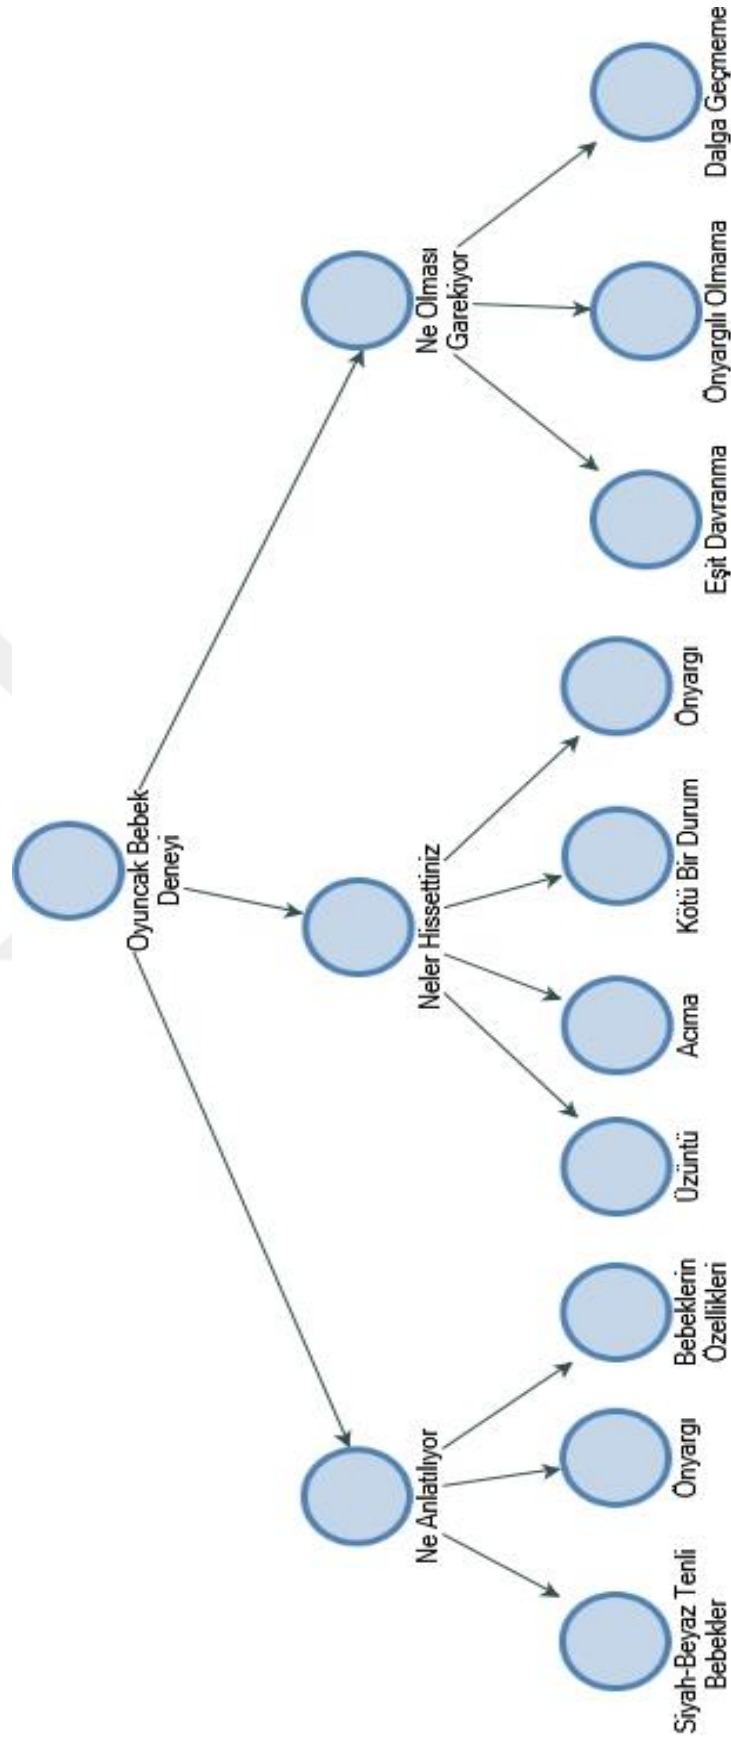 Oyuncak Bebek
Deneyi
Ne Anlatılıyor
Neler Hissettiniz
Ne Olması
Garekiyor
Siyah-Beyaz Tenli
Bebekler
Önyargı
Bebeklerin
Özellikleri
Üzüntü
Acıma
Kötü Bir Durum
Önyargı
Eşit Davranma
Önyargılı Olmama
Dalga Geçmeme